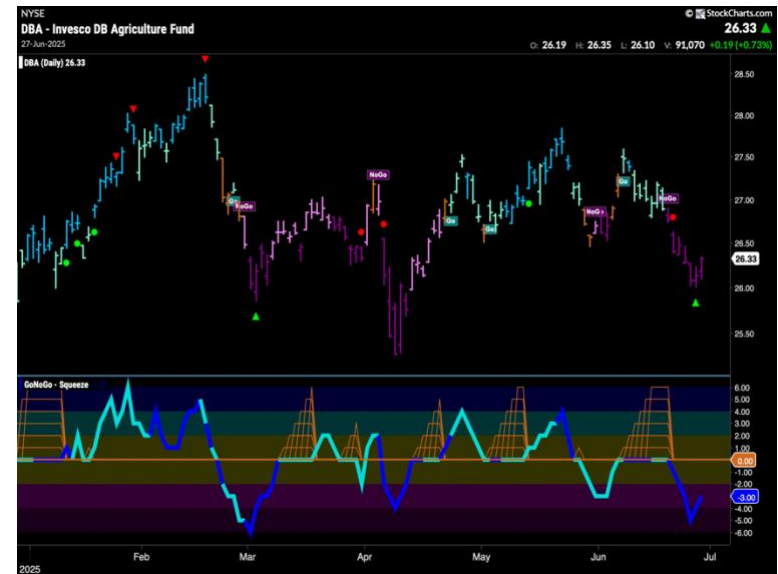 NYSE
© StockCharts.com
DBA - Invesco DB Agriculture Fund
26.33
27-Jun-2025
O: 26.19 H: 26.35 L: 26.10 V: 91,070 +0.19 (+0.73%)
DBA (Daily) 26.33
28.50
28.00
27.50
NoGo
Go
Go
NoGo
NoGo
27.00
NoGo
Go
Go
26.50
26.33
26.00
25.50
GoNoGo - Squeeze
6.00
5.00
4.00
3.00
2.00
1.00
0.00
-1.00
-2.00
-3.00
-4.00
-5.00
-6.00
Feb Mar Apr May Jun Jul
2025